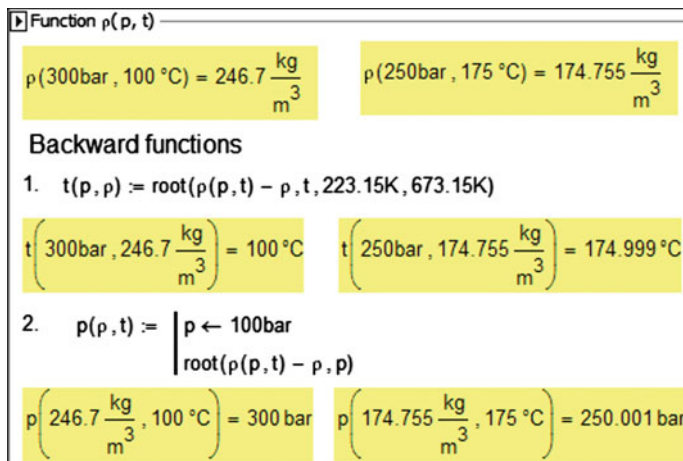 Function ρ( p, t)
ρ(300bar , 100 °C) = 246.7 kg/m³ ρ(250bar , 175 °C) = 174.755 kg/m³
Backward functions
1. t(p,ρ) := root(ρ(p,t) − ρ,t,223.15K,673.15K)
t(300bar , 246.7 kg/m³) = 100 °C t(250bar , 174.755 kg/m³) = 174.999 °C
2. p(ρ,t) := | p ← 100bar
| root(ρ(p,t) − ρ,p)
p(246.7 kg/m³ , 100 °C) = 300 bar p(174.755 kg/m³ , 175 °C) = 250.001 bar